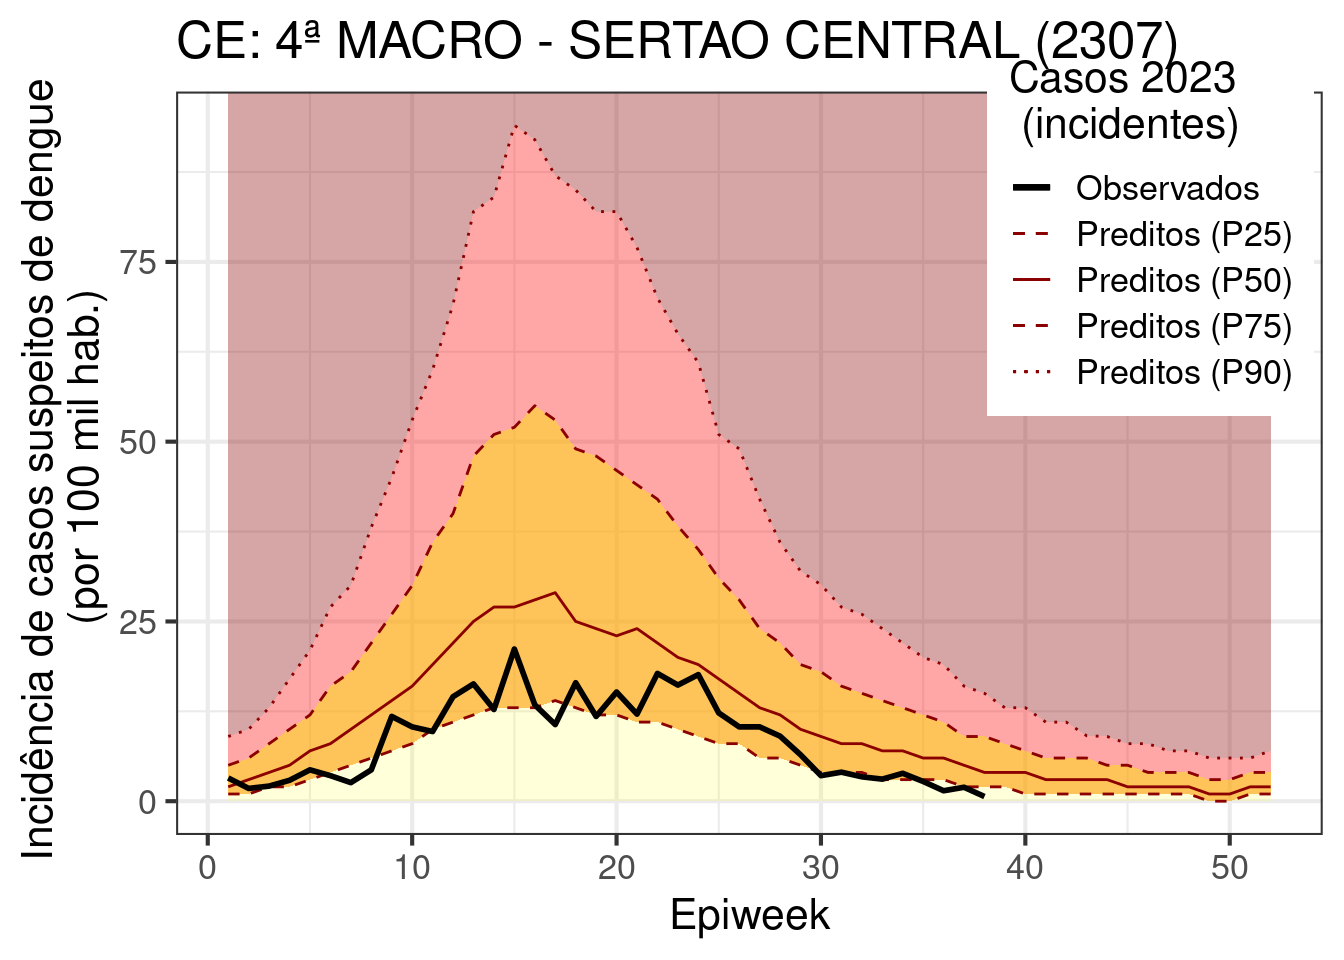 CE: 4ª MACRO - SERTAO CENTRAL (2307)
Incidência de casos suspeitos de dengue
(por 100 mil hab.)
Casos 2023
(incidentes)
Observados
Preditos (P25)
Preditos (P50)
Preditos (P75)
Preditos (P90)
75
50
25
0
0 10 20 30 40 50
Epiweek